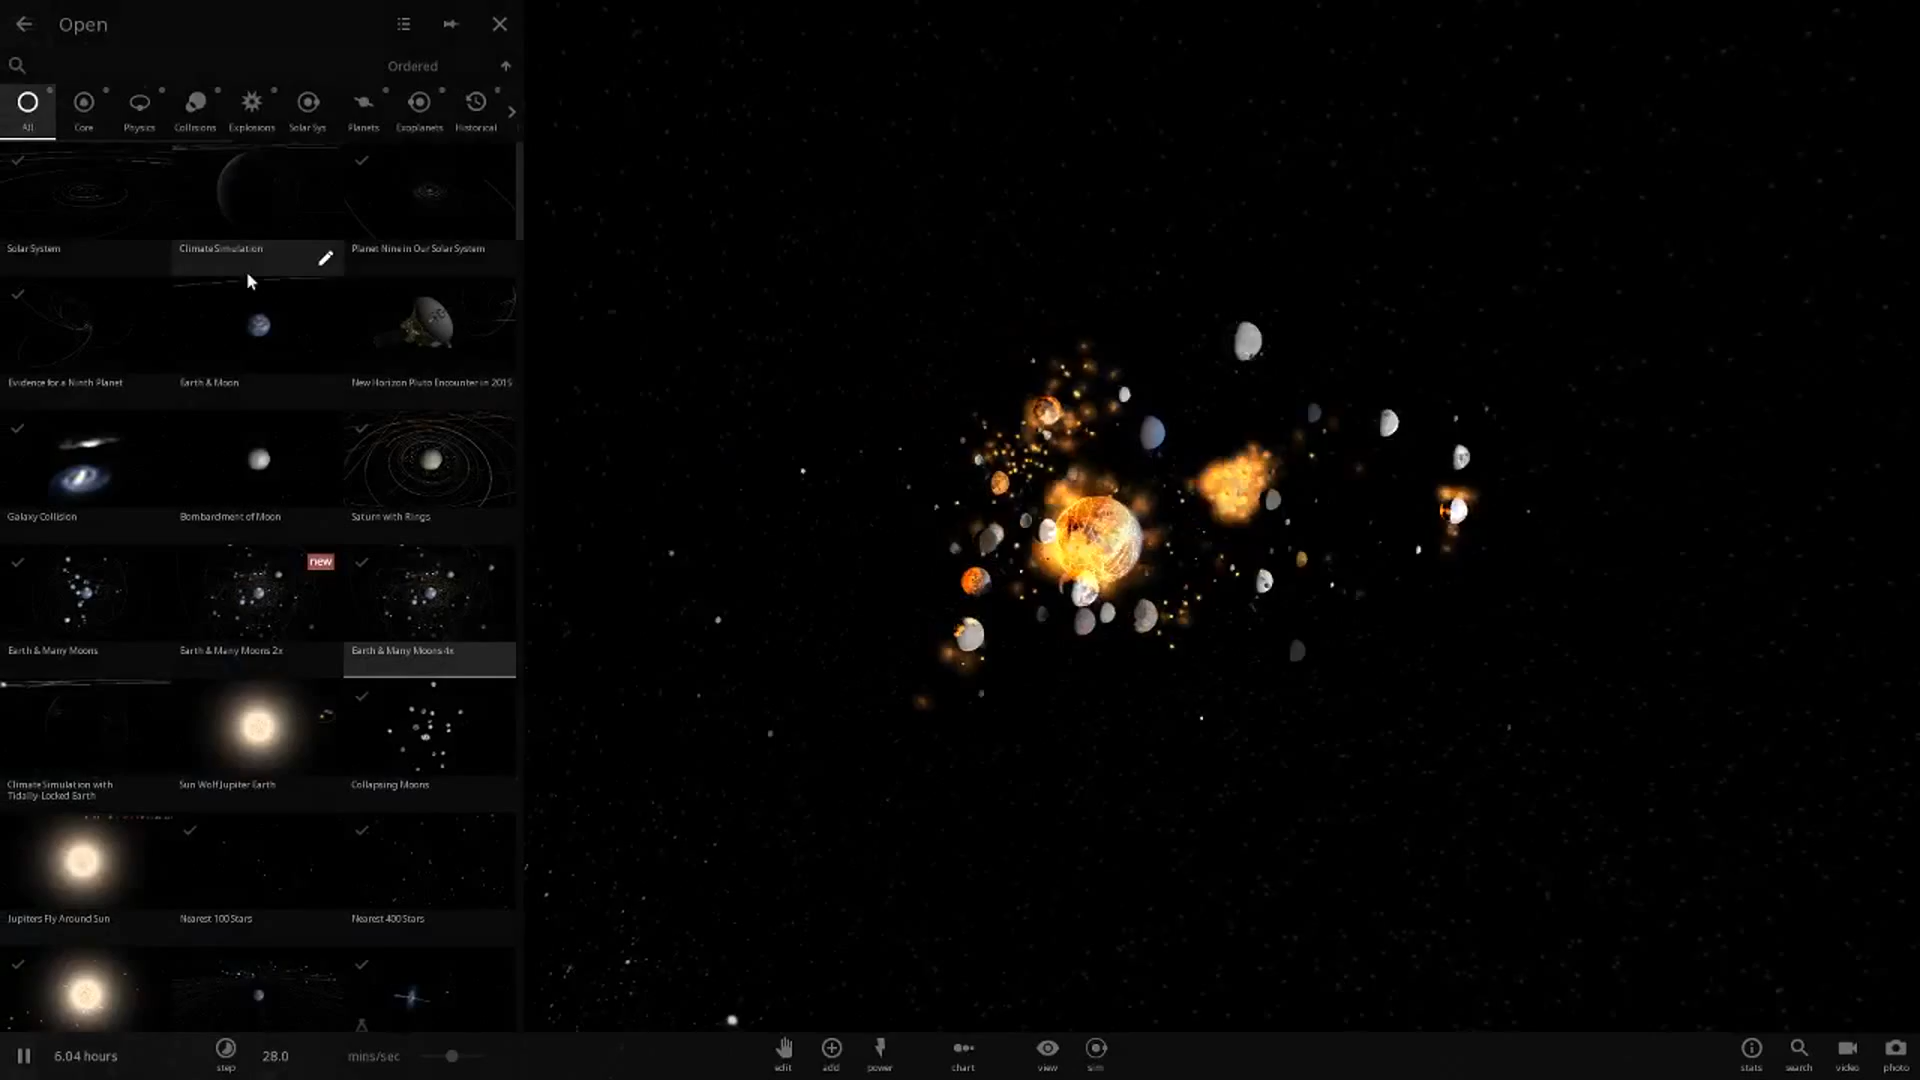 Open
Ordered
All
Core
Physics
Collisions
Explosions
Solar Sys
Planets
Exoplanets
Historical
Solar System
Climate Simulation
Planet Nine in Our Solar System
Evidence for a Ninth Planet
Earth & Moon
New Horizon Pluto Encounter in 2015
Galaxy Collision
Bombardment of Moon
Saturn with Rings
new
Earth & Many Moons
Earth & Many Moons 2x
Earth & Many Moons 4x
Climate Simulation with
Tidally-Locked Earth
Sun Wolf Jupiter Earth
Collapsing Moons
Jupiters Fly Around Sun
Nearest 100 Stars
Nearest 400 Stars
6.04 hours
step
28.0
mins/sec
edit
add
power
chart
view
sim
stats
search
video
photo